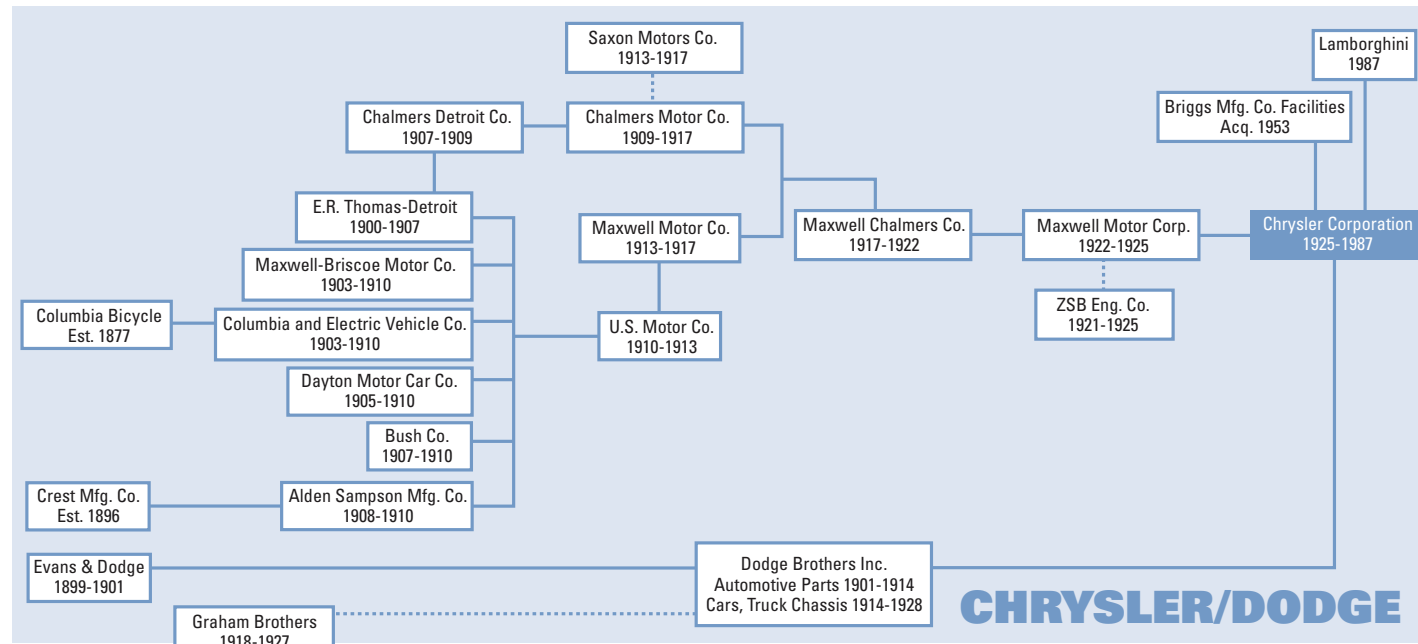 Saxon Motors Co.
1913-1917
Lamborghini
1987
Briggs Mfg. Co. Facilities
Acq. 1953
Chalmers Detroit Co.
1907-1909
Chalmers Motor Co.
1909-1917
E.R. Thomas-Detroit
1900-1907
Maxwell Motor Co.
1913-1917
Maxwell Chalmers Co.
1917-1922
Maxwell Motor Corp.
1922-1925
Chrysler Corporation
1925-1987
Maxwell-Briscoe Motor Co.
1903-1910
Columbia Bicycle
Est. 1877
Columbia and Electric Vehicle Co.
1903-1910
U.S. Motor Co.
1910-1913
ZSB Eng. Co.
1921-1925
Dayton Motor Car Co.
1905-1910
Bush Co.
1907-1910
Crest Mfg. Co.
Est. 1896
Alden Sampson Mfg. Co.
1908-1910
Evans & Dodge
1899-1901
Dodge Brothers Inc.
Automotive Parts 1901-1914
Cars, Truck Chassis 1914-1928
Graham Brothers
1918-1927
CHRYSLER/DODGE